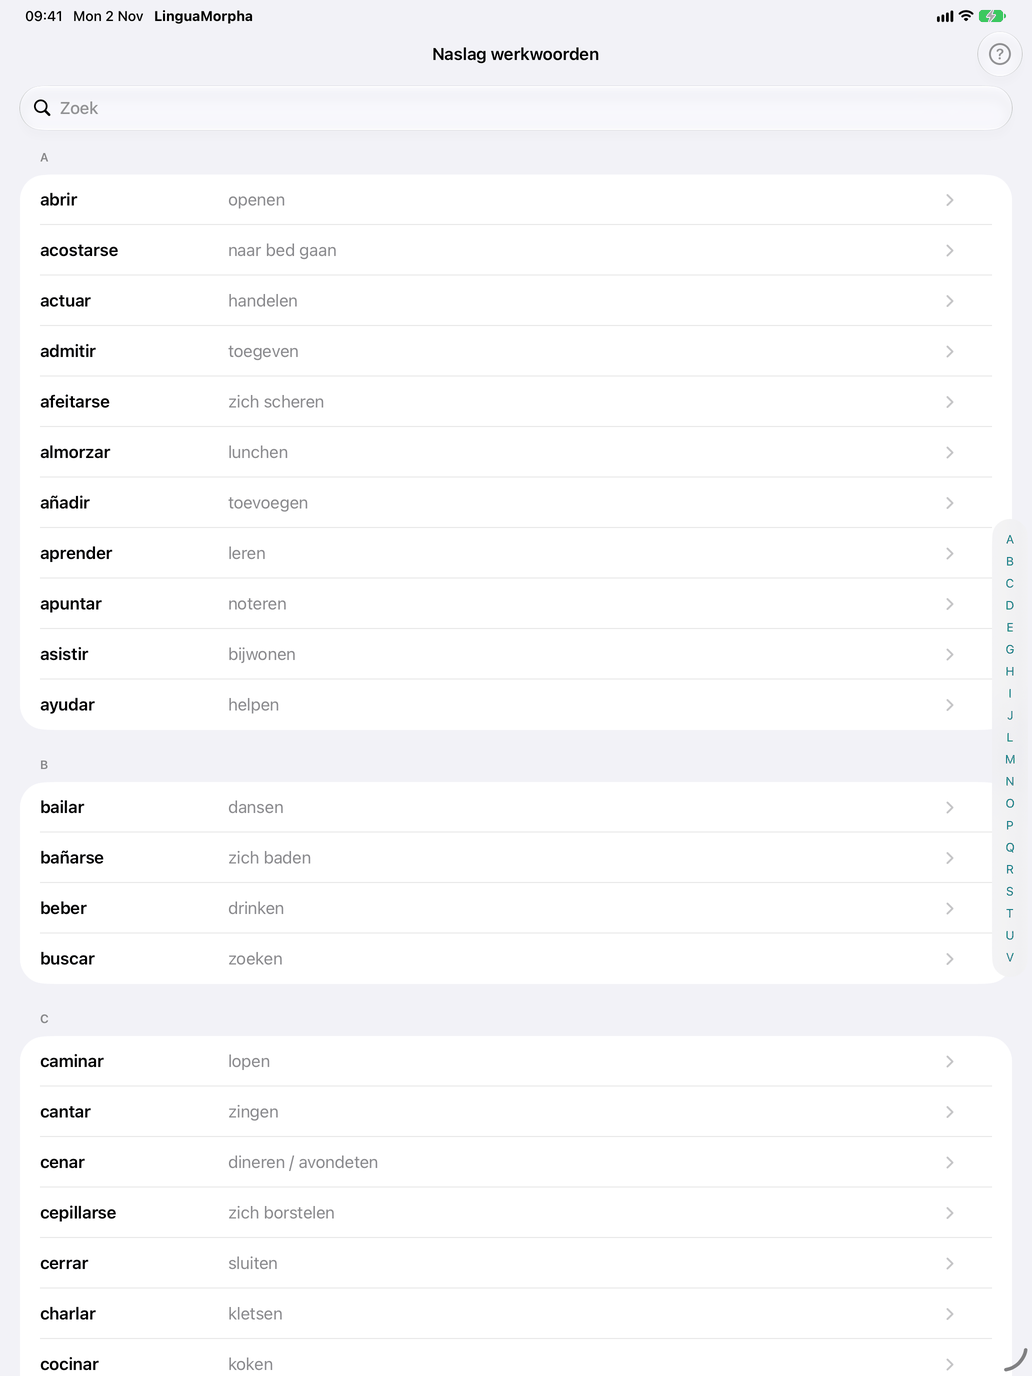 09:41 Mon 2 Nov LinguaMorpha
Naslag werkwoorden
?
Zoek
A
abrir openen
acostarse naar bed gaan
actuar handelen
admitir toegeven
afeitarse zich scheren
almorzar lunchen
añadir toevoegen
aprender leren
apuntar noteren
asistir bijwonen
ayudar helpen
B
bailar dansen
bañarse zich baden
beber drinken
buscar zoeken
C
caminar lopen
cantar zingen
cenar dineren / avondeten
cepillarse zich borstelen
cerrar sluiten
charlar kletsen
cocinar koken
A
B
C
D
E
G
H
I
J
L
M
N
O
P
Q
R
S
T
U
V